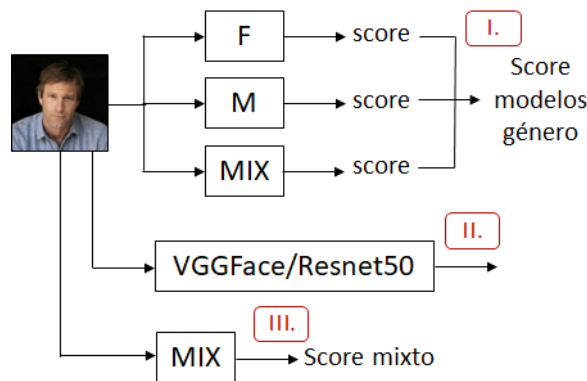 F
score
I.
M
score
Score
modelos
género
MIX
score
II.
VGGFace/Resnet50
III.
MIX
Score mixto